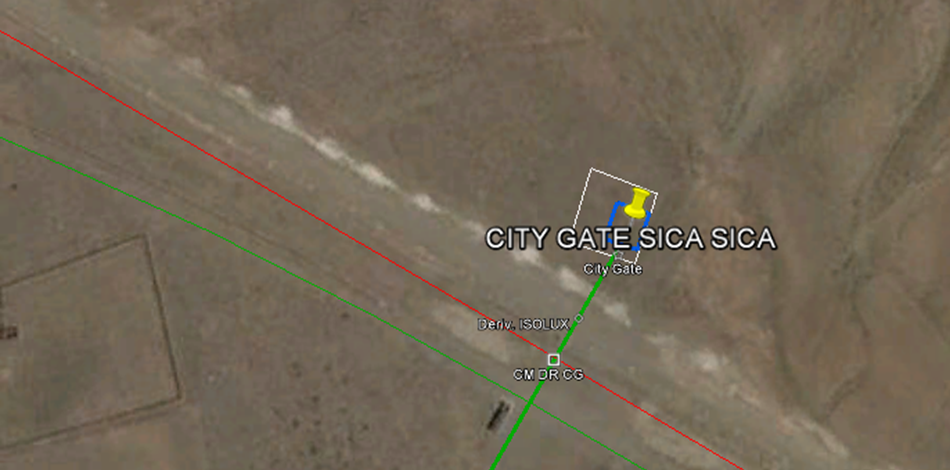 CITY GATE SICA SICA
City Gate
Deriv. ISOLUX
CM DR CG